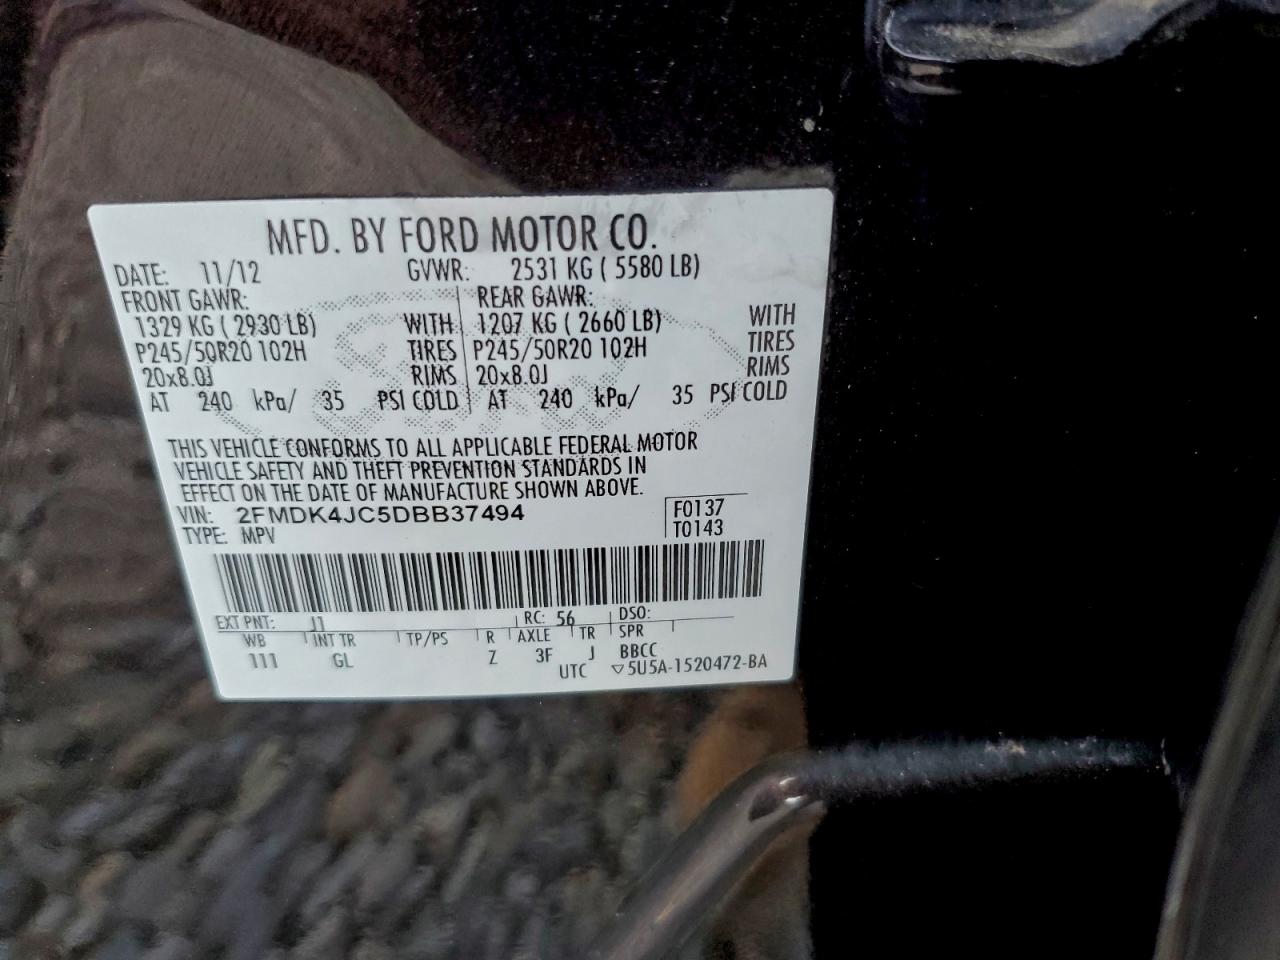 MFD. BY FORD MOTOR CO.
DATE: 11/12 GVWR: 2531 KG ( 5580 LB)
FRONT GAWR: REAR GAWR:
1329 KG ( 2930 LB) WITH 1207 KG ( 2660 LB) WITH
P245/50R20 102H TIRES P245/50R20 102H TIRES
20x8.0J RIMS 20x8.0J RIMS
AT 240 kPa/ 35 PSI COLD AT 240 kPa/ 35 PSI COLD
THIS VEHICLE CONFORMS TO ALL APPLICABLE FEDERAL MOTOR
VEHICLE SAFETY AND THEFT PREVENTION STANDARDS IN
EFFECT ON THE DATE OF MANUFACTURE SHOWN ABOVE.
VIN: 2FMDK4JC5DBB37494 F0137
TYPE: MPV T0143
EXT PNT: J1 RC: 56 DSO:
WB INT TR TP/PS R AXLE TR SPR
111 GL Z 3F J BBCC
UTC ▽5U5A-1520472-BA